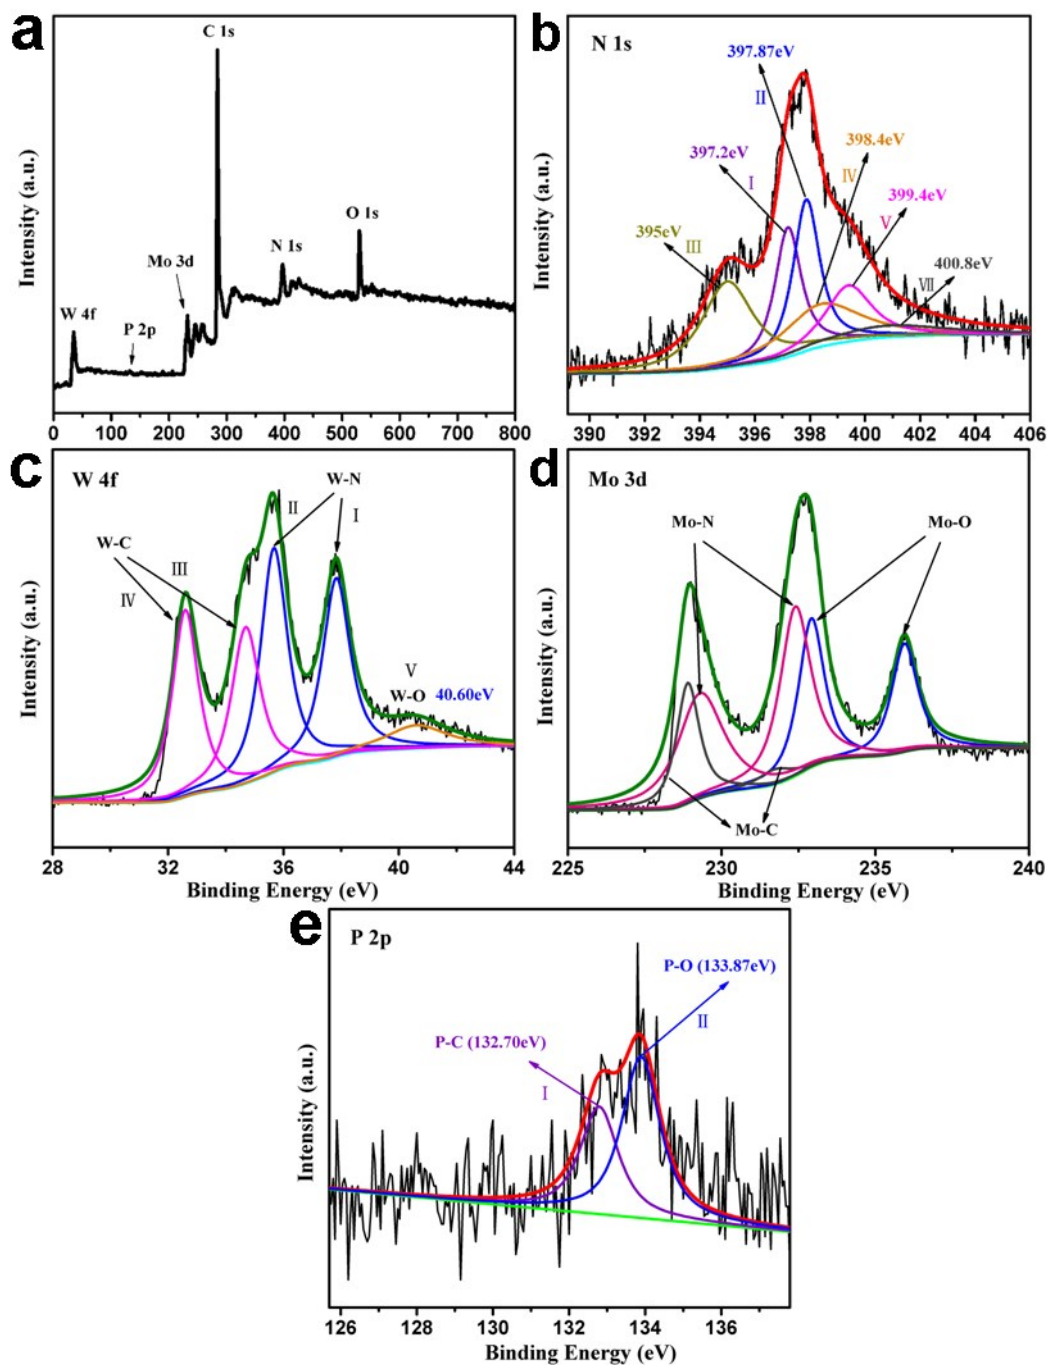 a
C 1s
O 1s
N 1s
Mo 3d
W 4f
P 2p
Intensity (a.u.)
0 100 200 300 400 500 600 700 800
b
N 1s
397.87eV
II
398.4eV
397.2eV
IV
I
399.4eV
V
395eV
III
400.8eV
VII
Intensity (a.u.)
390 392 394 396 398 400 402 404 406
c
W 4f
W-N
II
I
W-C
III
IV
V
W-O 40.60eV
Intensity (a.u.)
28 32 36 40 44
Binding Energy (eV)
d
Mo 3d
Mo-N
Mo-O
Mo-C
Intensity (a.u.)
225 230 235 240
Binding Energy (eV)
e
P 2p
P-O (133.87eV)
II
P-C (132.70eV)
I
Intensity (a.u.)
126 128 130 132 134 136
Binding Energy (eV)